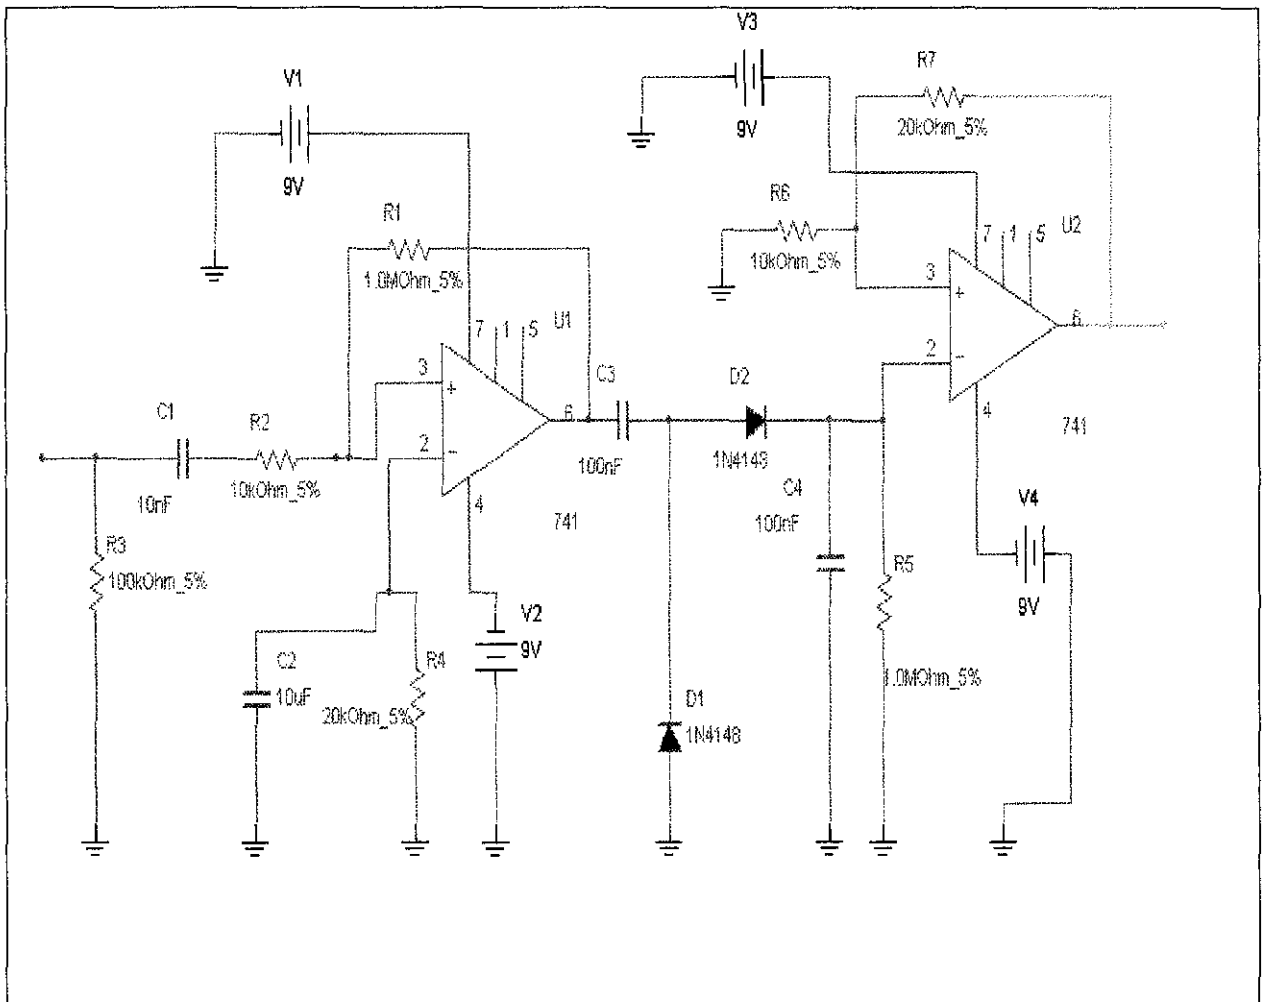 V3
R7
V1
9V
20kOhm_5%
9V
R6
R1
10kOhm_5%
7 1 5 U2
1.0MOhm_5%
3
+
7 1 5 U1
6
2
-
3
+
C3
D2
C1
R2
6
4
741
2
-
100nF
1N4148
10nF
10kOhm_5%
C4
4
741
100nF
V4
R3
R5
100kOhm_5%
9V
V2
9V
C2
R4
10uF
1.0MOhm_5%
20kOhm_5%
D1
1N4148